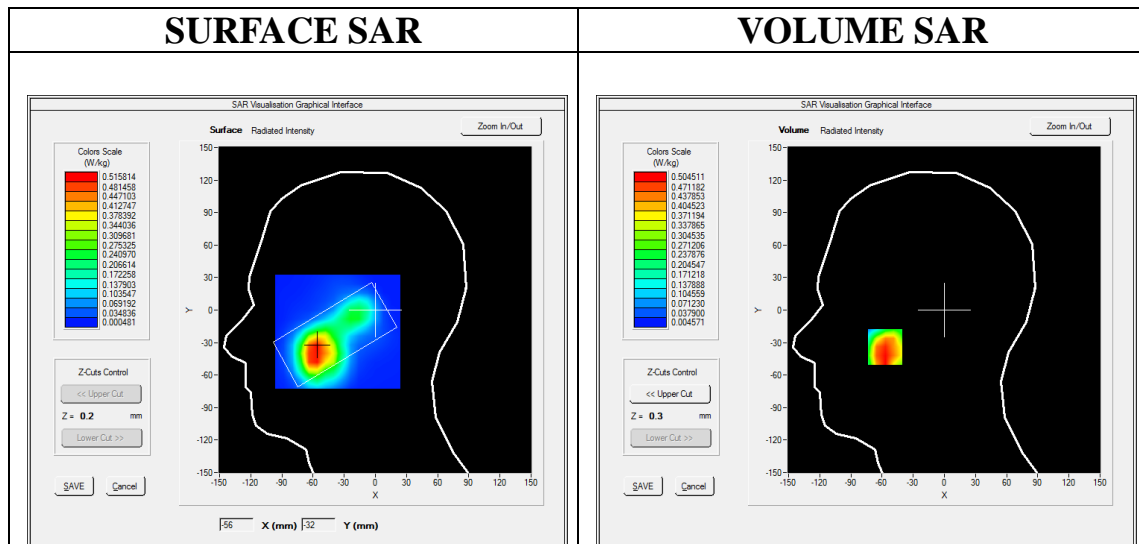 SURFACE SAR
VOLUME SAR
SAR Visualisation Graphical Interface
Surface Radiated Intensity
Zoom In/Out
Colors Scale
(W/kg)
0.515814
0.481458
0.447103
0.412747
0.378392
0.344036
0.309681
0.275325
0.240970
0.206614
0.172258
0.137903
0.103547
0.069192
0.034836
0.000481
Z-Cuts Control
<< Upper Cut
Z = 0.2 mm
Lower Cut >>
SAVE Cancel
150
120
90
60
30
0
-30
-60
-90
-120
-150
Y
-150 -120 -90 -60 -30 0 30 60 90 120 150
X
-56 X (mm) -32 Y (mm)
SAR Visualisation Graphical Interface
Volume Radiated Intensity
Zoom In/Out
Colors Scale
(W/kg)
0.504511
0.471182
0.437853
0.404523
0.371194
0.337865
0.304535
0.271206
0.237876
0.204547
0.171218
0.137888
0.104559
0.071230
0.037900
0.004571
Z-Cuts Control
<< Upper Cut
Z = 0.3 mm
Lower Cut >>
SAVE Cancel
150
120
90
60
30
0
-30
-60
-90
-120
-150
Y
-150 -120 -90 -60 -30 0 30 60 90 120 150
X